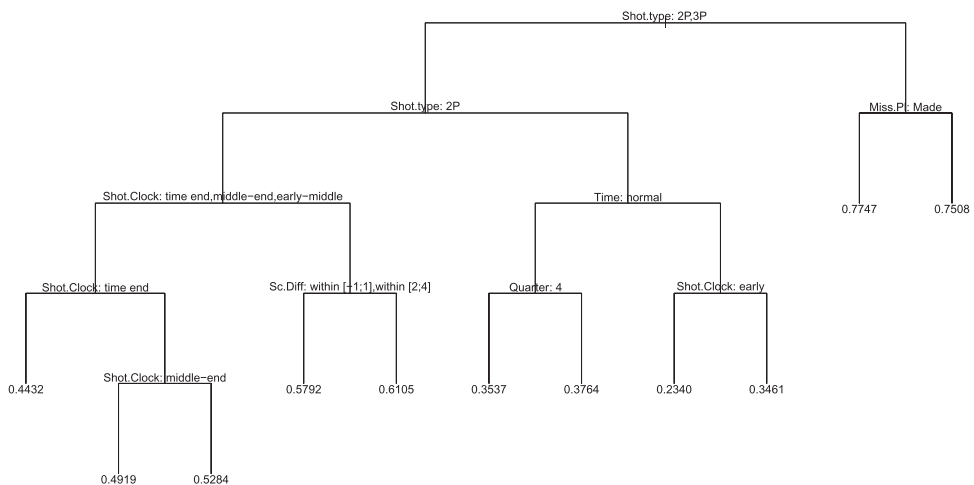 Shot.type: 2P,3P
Shot.type: 2P
Miss.Pl: Made
Shot.Clock: time end,middle−end,early−middle
Time: normal
0.7747
0.7508
Shot.Clock: time end
Sc.Diff: within [−1;1],within [2;4]
Quarter: 4
Shot.Clock: early
0.4432
Shot.Clock: middle−end
0.5792
0.6105
0.3537
0.3764
0.2340
0.3461
0.4919
0.5284